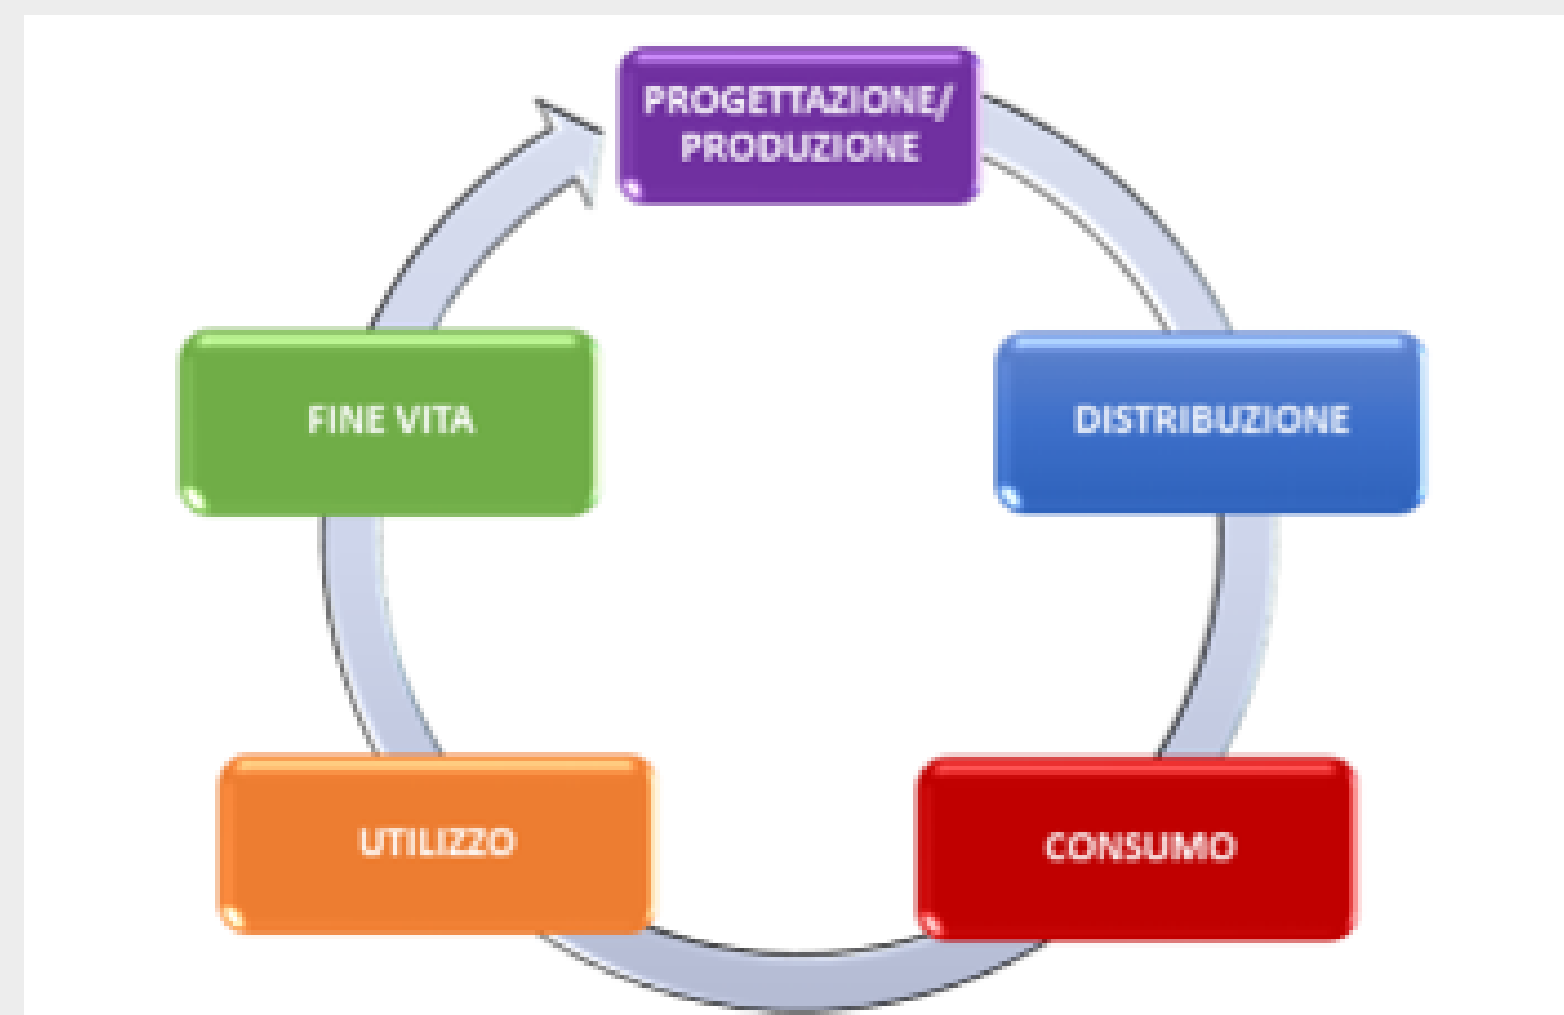 PROGETTAZIONE/
PRODUZIONE
DISTRIBUZIONE
CONSUMO
UTILIZZO
FINE VITA